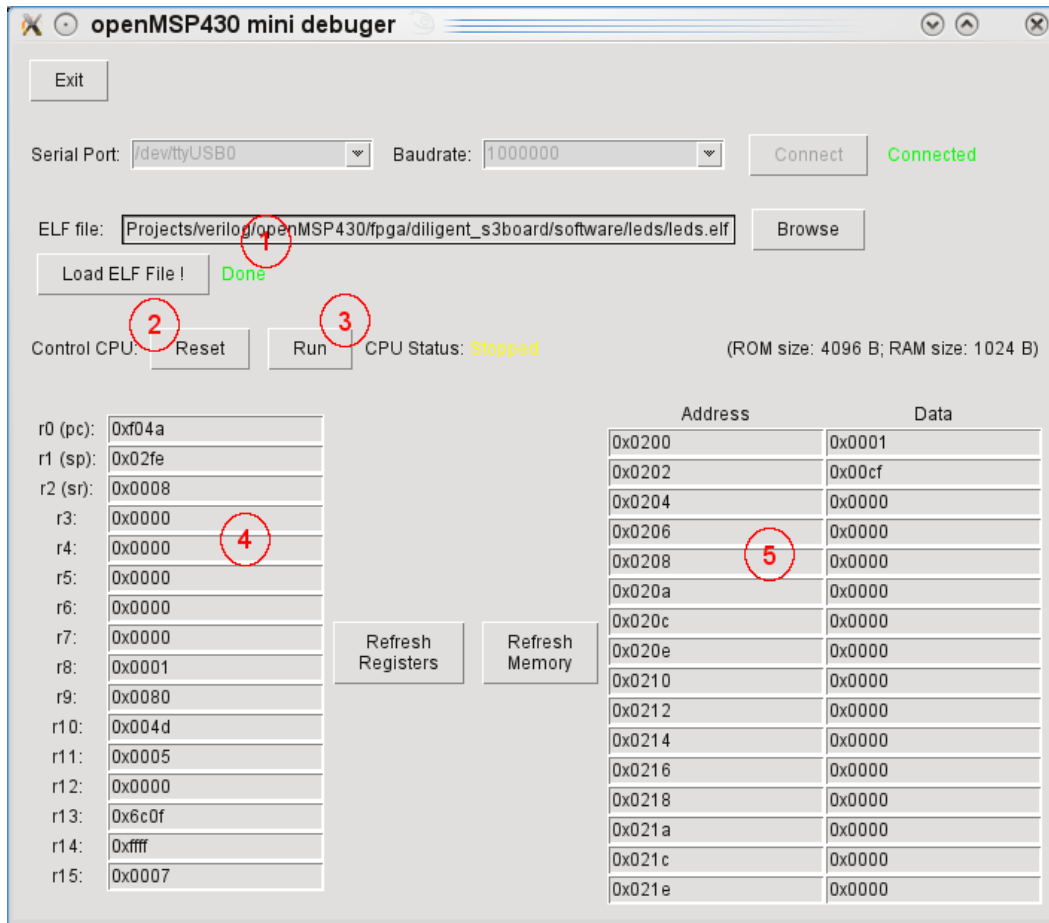 openMSP430 mini debuger
Exit
Serial Port: /dev/ttyUSB0 Baudrate: 1000000 Connect Connected
ELF file: Projects/verilog/openMSP430/fpga/diligent_s3board/software/leds/leds.elf Browse
1
Load ELF File ! Done
2 3
Control CPU: Reset Run CPU Status: Stopped (ROM size: 4096 B; RAM size: 1024 B)
Address Data
r0 (pc): 0xf04a 0x0200 0x0001
r1 (sp): 0x02fe 0x0202 0x00cf
r2 (sr): 0x0008 0x0204 0x0000
r3: 0x0000 0x0206 0x0000
4 5
r4: 0x0000 0x0208 0x0000
r5: 0x0000 0x020a 0x0000
r6: 0x0000 0x020c 0x0000
r7: 0x0000 Refresh Refresh 0x020e 0x0000
r8: 0x0001 Registers Memory 0x0210 0x0000
r9: 0x0080 0x0212 0x0000
r10: 0x004d 0x0214 0x0000
r11: 0x0005 0x0216 0x0000
r12: 0x0000 0x0218 0x0000
r13: 0x6c0f 0x021a 0x0000
r14: 0xffff 0x021c 0x0000
r15: 0x0007 0x021e 0x0000